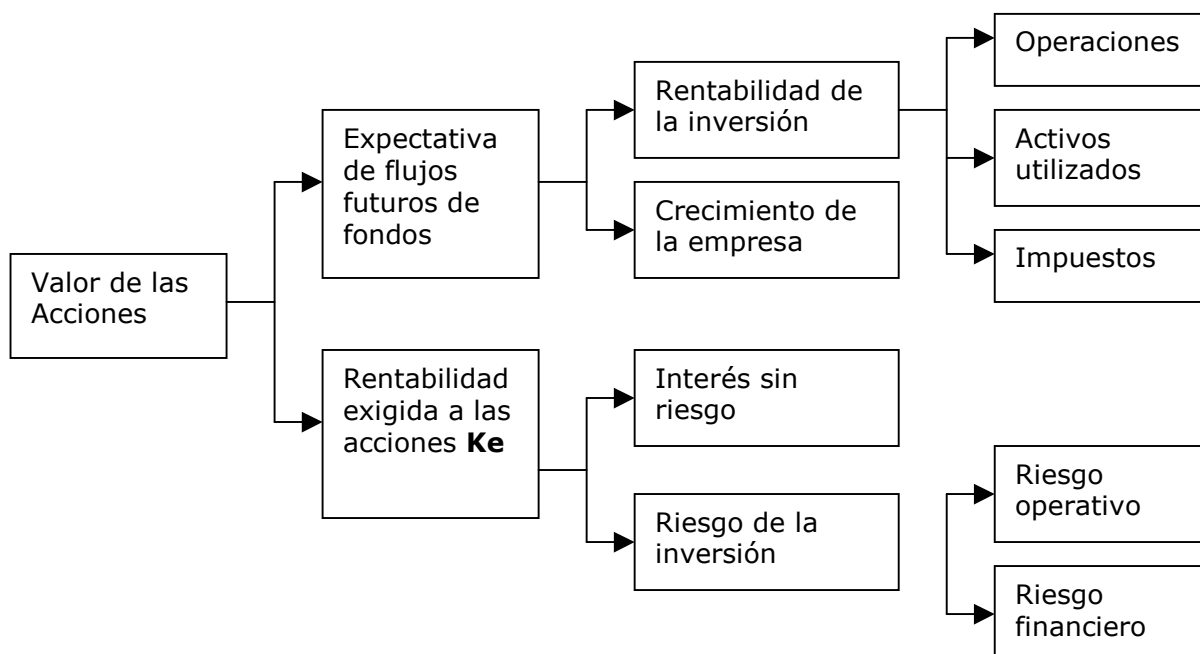 Valor de las
Acciones
Expectativa
de flujos
futuros de
fondos
Rentabilidad
exigida a las
acciones Ke
Rentabilidad de
la inversión
Crecimiento de
la empresa
Interés sin
riesgo
Riesgo de la
inversión
Operaciones
Activos
utilizados
Impuestos
Riesgo
operativo
Riesgo
financiero